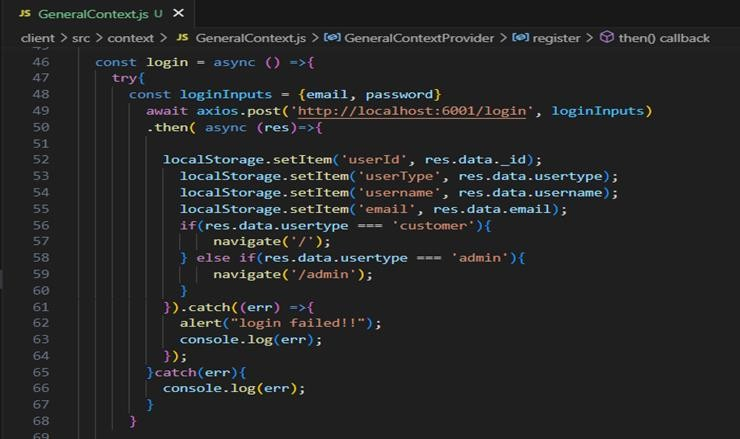 JS GeneralContext.js U ✕
client > src > context > JS GeneralContext.js > GeneralContextProvider > register > then() callback
46 const login = async () =>{
47 try{
48 const loginInputs = {email, password}
49 await axios.post('http://localhost:6001/login', loginInputs)
50 .then( async (res)=>{
51
52 localStorage.setItem('userId', res.data._id);
53 localStorage.setItem('userType', res.data.usertype);
54 localStorage.setItem('username', res.data.username);
55 localStorage.setItem('email', res.data.email);
56 if(res.data.usertype === 'customer'){
57 navigate('/');
58 } else if(res.data.usertype === 'admin'){
59 navigate('/admin');
60 }
61 }).catch((err) =>{
62 alert("login failed!!");
63 console.log(err);
64 });
65 }catch(err){
66 console.log(err);
67 }
68 }